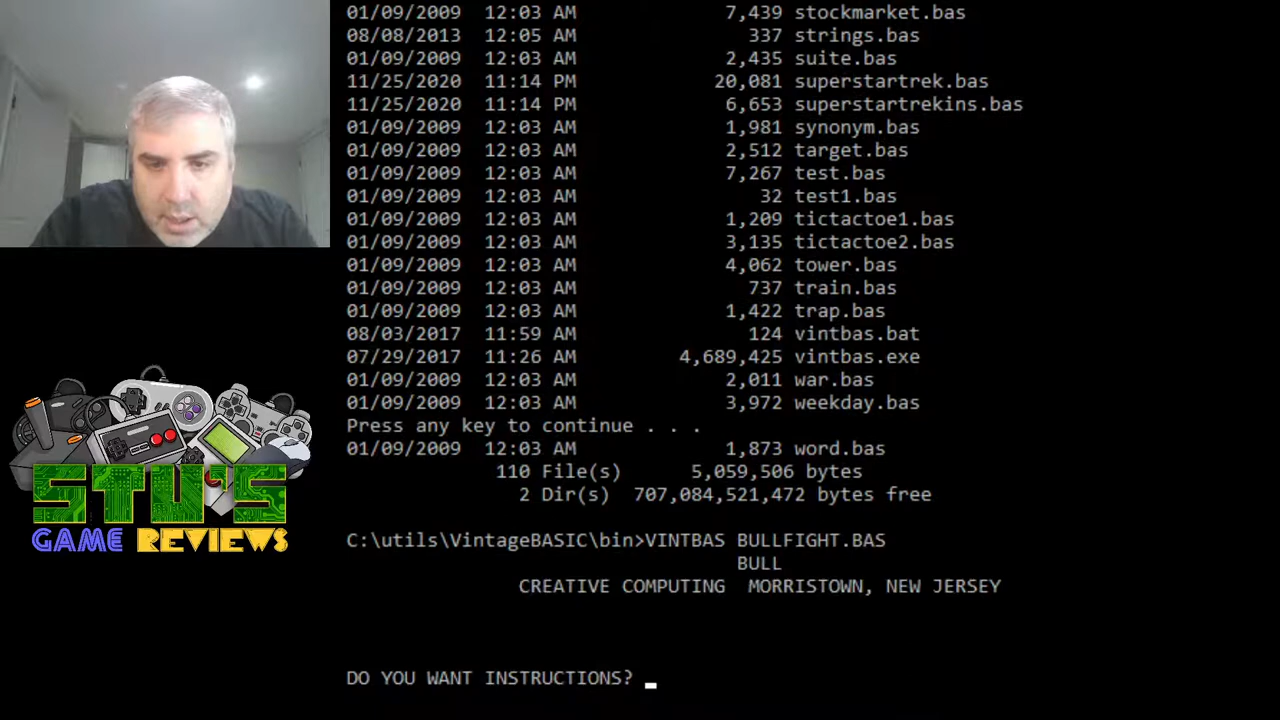 01/09/2009 12:03 AM 7,439 stockmarket.bas
08/08/2013 12:05 AM 337 strings.bas
01/09/2009 12:03 AM 2,435 suite.bas
11/25/2020 11:14 PM 20,081 superstartrek.bas
11/25/2020 11:14 PM 6,653 superstartrekins.bas
01/09/2009 12:03 AM 1,981 synonym.bas
01/09/2009 12:03 AM 2,512 target.bas
01/09/2009 12:03 AM 7,267 test.bas
01/09/2009 12:03 AM 32 test1.bas
01/09/2009 12:03 AM 1,209 tictactoe1.bas
01/09/2009 12:03 AM 3,135 tictactoe2.bas
01/09/2009 12:03 AM 4,062 tower.bas
01/09/2009 12:03 AM 737 train.bas
01/09/2009 12:03 AM 1,422 trap.bas
08/03/2017 11:59 AM 124 vintbas.bat
07/29/2017 11:26 AM 4,689,425 vintbas.exe
01/09/2009 12:03 AM 2,011 war.bas
01/09/2009 12:03 AM 3,972 weekday.bas
Press any key to continue . . .
01/09/2009 12:03 AM 1,873 word.bas
110 File(s) 5,059,506 bytes
2 Dir(s) 707,084,521,472 bytes free
C:\utils\VintageBASIC\bin>VINTBAS BULLFIGHT.BAS
BULL
CREATIVE COMPUTING MORRISTOWN, NEW JERSEY
DO YOU WANT INSTRUCTIONS?
STU'S
GAME REVIEWS